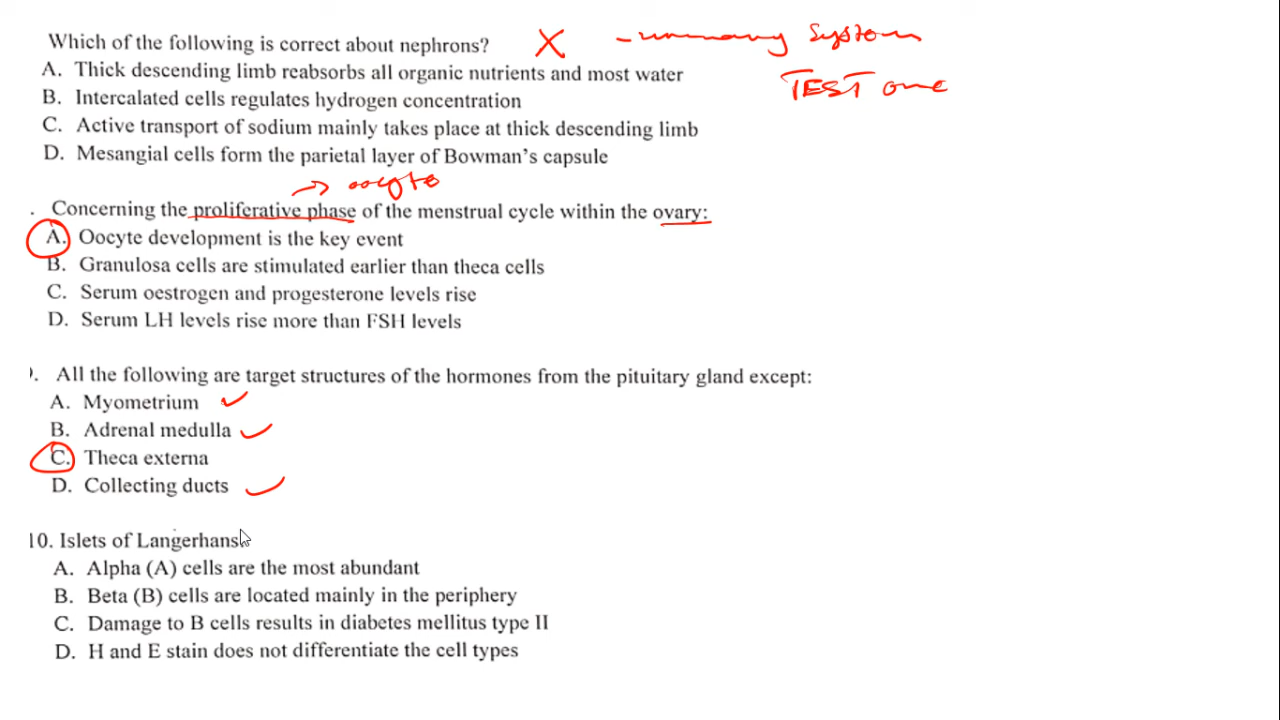 Which of the following is correct about nephrons? X - urinary System
A. Thick descending limb reabsorbs all organic nutrients and most water
TEST one
B. Intercalated cells regulates hydrogen concentration
C. Active transport of sodium mainly takes place at thick descending limb
D. Mesangial cells form the parietal layer of Bowman's capsule
→ oocyte
. Concerning the proliferative phase of the menstrual cycle within the ovary:
A. Oocyte development is the key event
B. Granulosa cells are stimulated earlier than theca cells
C. Serum oestrogen and progesterone levels rise
D. Serum LH levels rise more than FSH levels
). All the following are target structures of the hormones from the pituitary gland except:
A. Myometrium ✓
B. Adrenal medulla ✓
C. Theca externa
D. Collecting ducts ✓
10. Islets of Langerhans
A. Alpha (A) cells are the most abundant
B. Beta (B) cells are located mainly in the periphery
C. Damage to B cells results in diabetes mellitus type II
D. H and E stain does not differentiate the cell types